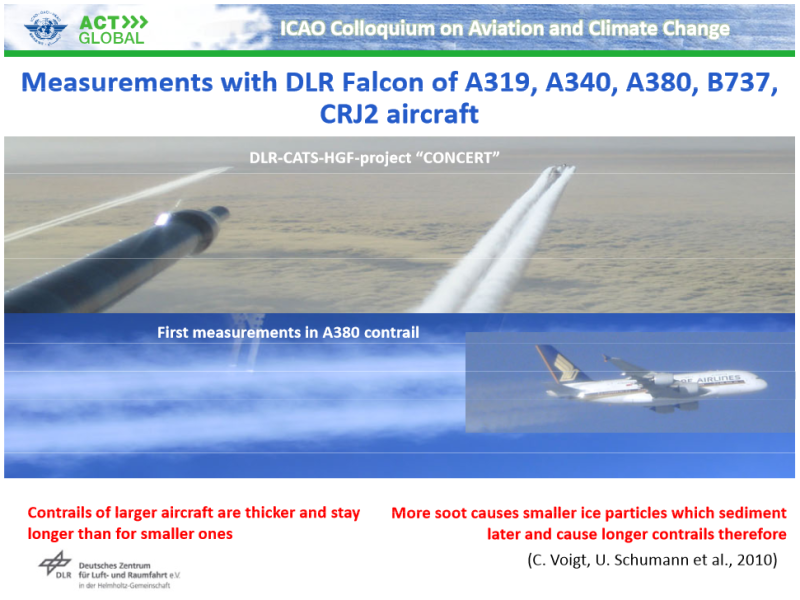 ACT>>>
GLOBAL
ICAO Colloquium on Aviation and Climate Change
Measurements with DLR Falcon of A319, A340, A380, B737,
CRJ2 aircraft
DLR-CATS-HGF-project “CONCERT”
First measurements in A380 contrail
AIRLINES
Contrails of larger aircraft are thicker and stay
longer than for smaller ones
More soot causes smaller ice particles which sediment
later and cause longer contrails therefore
(C. Voigt, U. Schumann et al., 2010)
DLR
Deutsches Zentrum
für Luft- und Raumfahrt e.V.
in der Helmholtz-Gemeinschaft